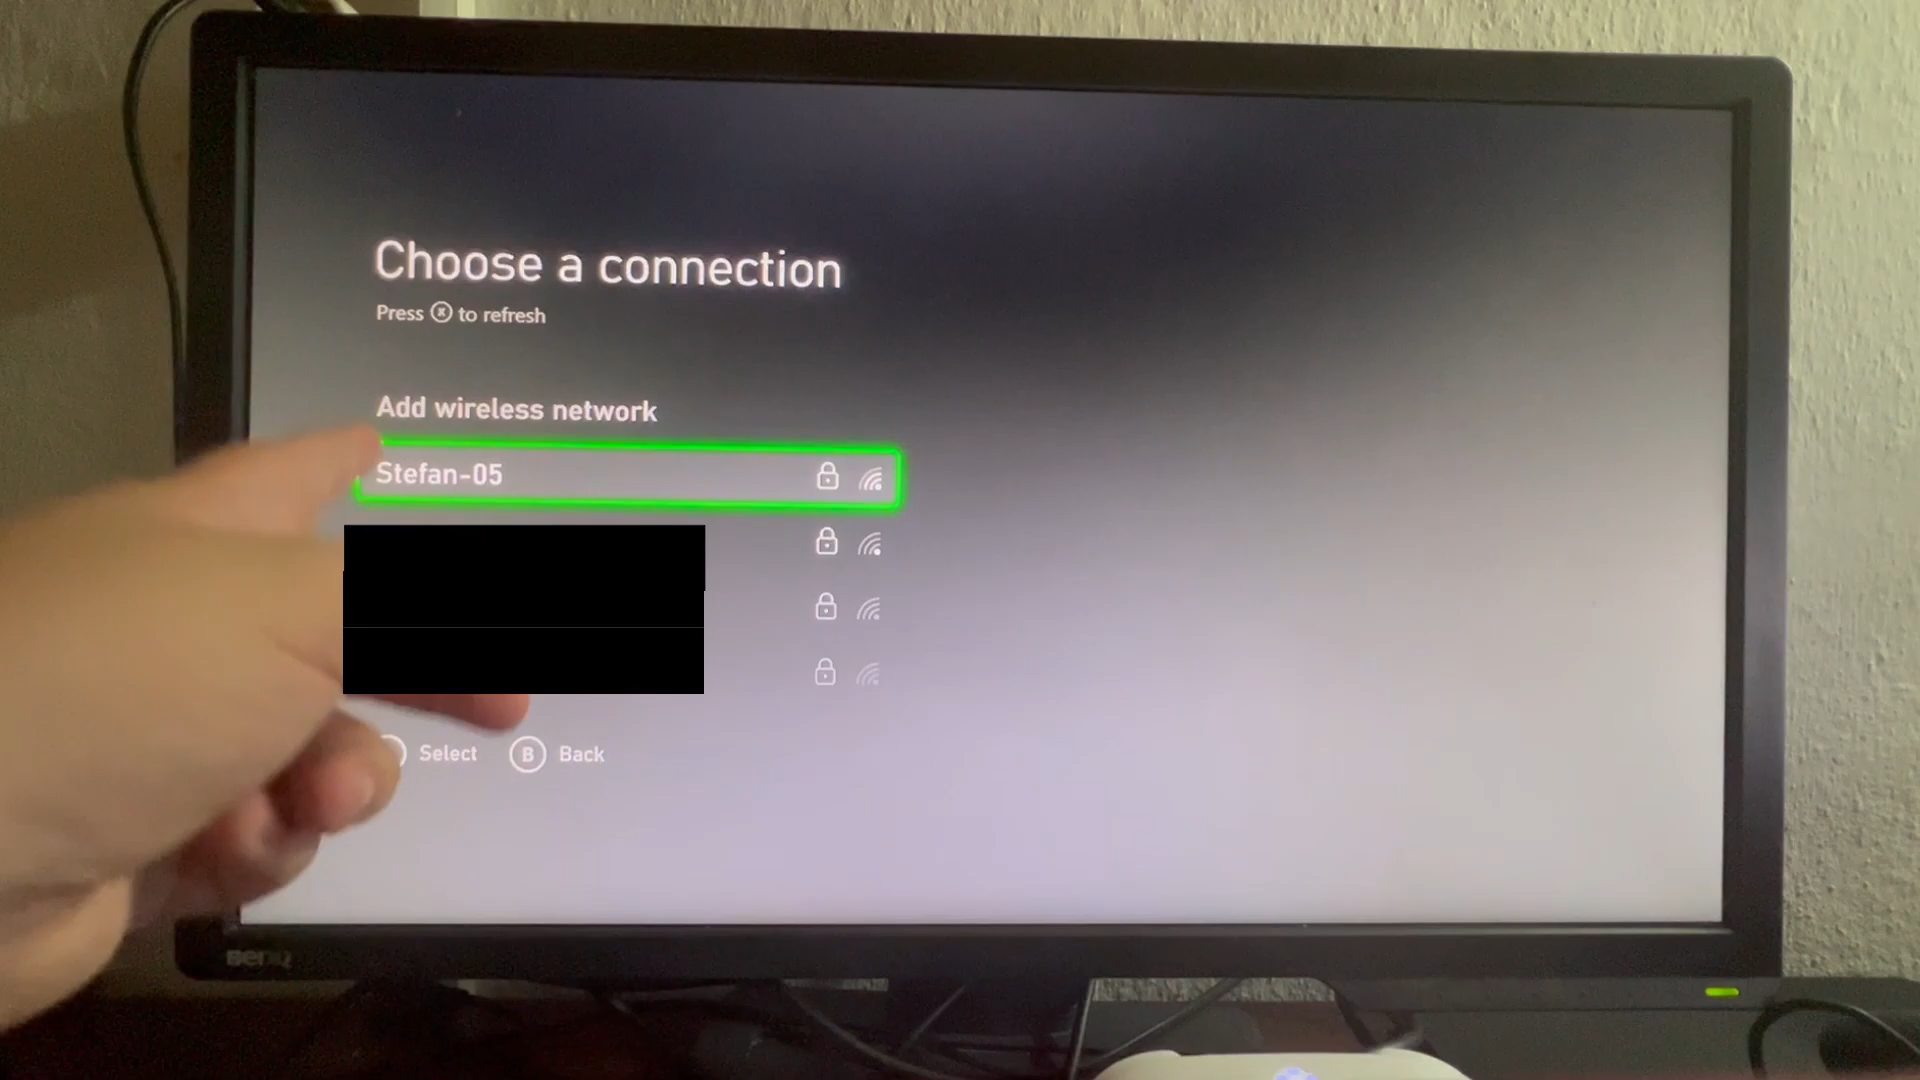 Choose a connection
Press X to refresh
Add wireless network
Stefan-05
Select B Back
BenQ